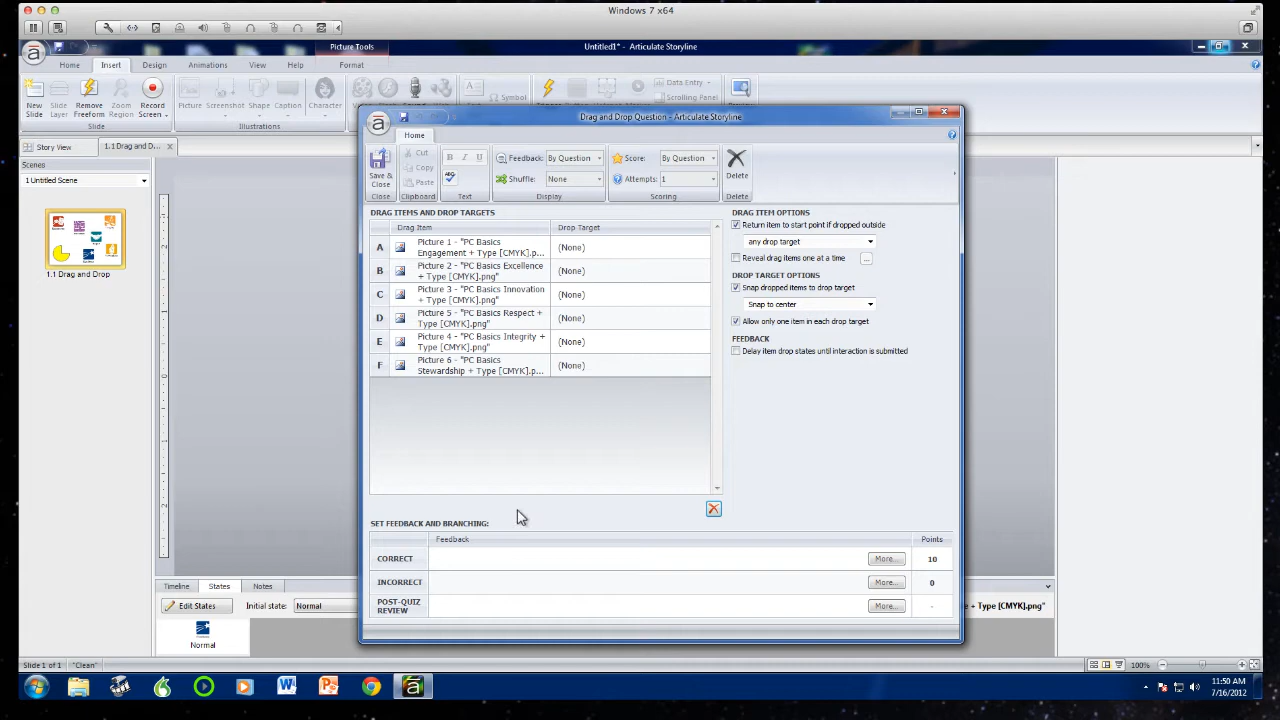 Windows 7 x64
Picture Tools
Untitled1* - Articulate Storyline
Home Insert Design Animations View Help Format
New Slide
Slide Layer
Remove Freeform
Zoom Region
Record Screen
Picture
Screenshot
Shape
Caption
Character
Symbol
Data Entry
Scrolling Panel
Slide
Illustrations
Story View
1.1 Drag and D...
Scenes
1 Untitled Scene
1.1 Drag and Drop
Drag and Drop Question - Articulate Storyline
Home
Save & Close
Cut
Copy
Paste
B I U
ABC
Feedback: By Question
Shuffle: None
Score: By Question
Attempts: 1
Delete
Close Clipboard Text Display Scoring Delete
DRAG ITEMS AND DROP TARGETS
Drag Item Drop Target
A Picture 1 - "PC Basics Engagement + Type [CMYK].p... (None)
B Picture 2 - "PC Basics Excellence + Type [CMYK].png" (None)
C Picture 3 - "PC Basics Innovation + Type [CMYK].png" (None)
D Picture 5 - "PC Basics Respect + Type [CMYK].png" (None)
E Picture 4 - "PC Basics Integrity + Type [CMYK].png" (None)
F Picture 6 - "PC Basics Stewardship + Type [CMYK].p... (None)
DRAG ITEM OPTIONS
Return item to start point if dropped outside
any drop target
Reveal drag items one at a time ...
DROP TARGET OPTIONS
Snap dropped items to drop target
Snap to center
Allow only one item in each drop target
FEEDBACK
Delay item drop states until interaction is submitted
SET FEEDBACK AND BRANCHING:
Feedback Points
CORRECT More... 10
INCORRECT More... 0
POST-QUIZ REVIEW More... -
Timeline States Notes
Edit States Initial state: Normal
e + Type [CMYK].png"
Normal
Slide 1 of 1 "Clean" 100%
11:50 AM
7/16/2012